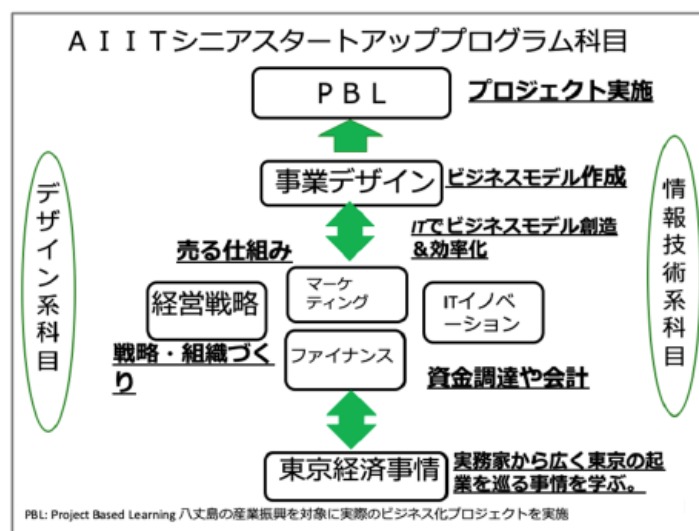 ＡＩＩＴシニアスタートアッププログラム科目
ＰＢＬ
プロジェクト実施
事業デザイン
ビジネスモデル作成
ITでビジネスモデル創造
＆効率化
売る仕組み
マーケ
ティング
経営戦略
ITイノベ
ーション
戦略・組織づく
り
ファイナンス
資金調達や会計
東京経済事情
実務家から広く東京の起
業を巡る事情を学ぶ。
デザイン系科目
情報技術系科目
PBL: Project Based Learning 八丈島の産業振興を対象に実際のビジネス化プロジェクトを実施